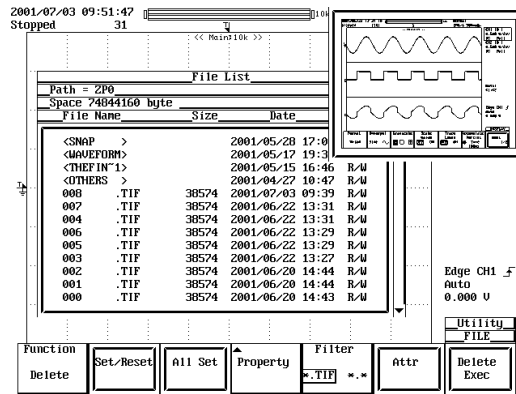 2001/07/03 09:51:47
Stopped 31
<< Main:10k >>
File List
Path = ZP0
Space 74844160 byte
File Name Size Date
<SNAP > 2001/05/28 17:0
<WAVEFORM> 2001/05/17 19:3
<THEFIN~1> 2001/05/15 16:46 R/W
<OTHERS > 2001/04/27 10:47 R/W
008 .TIF 38574 2001/07/03 09:39 R/W
007 .TIF 38574 2001/06/22 13:31 R/W
004 .TIF 38574 2001/06/22 13:31 R/W
006 .TIF 38574 2001/06/22 13:29 R/W
005 .TIF 38574 2001/06/22 13:29 R/W
003 .TIF 38574 2001/06/22 13:27 R/W
002 .TIF 38574 2001/06/20 14:44 R/W
001 .TIF 38574 2001/06/20 14:44 R/W
000 .TIF 38574 2001/06/20 14:43 R/W
Edge CH1
Auto
0.000 V
Utility
FILE
Function
Delete
Set/Reset
All Set
Property
Filter
*.TIF *.*
Attr
Delete
Exec